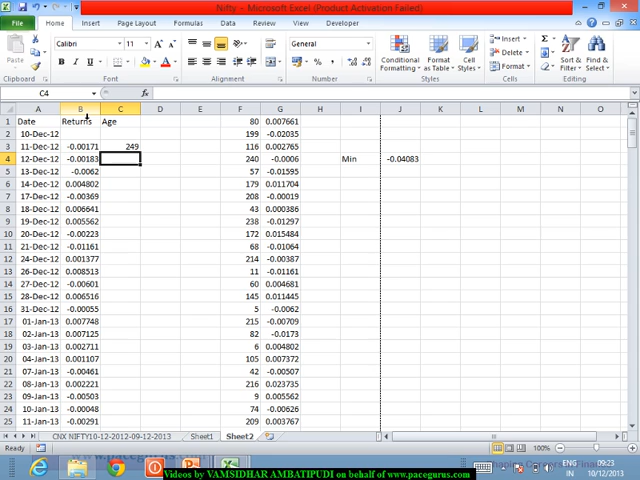 Nifty - Microsoft Excel (Product Activation Failed)
File Home Insert Page Layout Formulas Data Review View Developer
Calibri 11 General Insert Delete Format
Paste Conditional Formatting Format as Table Cell Styles Sort & Filter Find & Select
Clipboard Font Alignment Number Styles Cells Editing
C4 fx
A B C D E F G H I J K L M N O
1 Date Returns Age 80 0.007661
2 10-Dec-12 199 -0.02035
3 11-Dec-12 -0.00171 249 116 0.002765
4 12-Dec-12 -0.00183 240 -0.0006 Min -0.04083
5 13-Dec-12 -0.0062 57 -0.01595
6 14-Dec-12 0.004802 179 0.011704
7 17-Dec-12 -0.00369 208 -0.00019
8 18-Dec-12 0.006641 43 0.000386
9 19-Dec-12 0.005562 238 -0.01297
10 20-Dec-12 -0.00223 172 0.015484
11 21-Dec-12 -0.01161 68 -0.01064
12 24-Dec-12 0.001377 214 -0.00387
13 26-Dec-12 0.008513 11 -0.01161
14 27-Dec-12 -0.00601 60 0.004681
15 28-Dec-12 0.006516 145 0.011445
16 31-Dec-12 -0.00055 5 -0.0062
17 01-Jan-13 0.007748 115 -0.00709
18 02-Jan-13 0.007125 82 -0.0173
19 03-Jan-13 0.002711 6 0.004802
20 04-Jan-13 0.001107 105 0.007372
21 07-Jan-13 -0.00461 42 -0.00507
22 08-Jan-13 0.002221 216 0.023735
23 09-Jan-13 -0.00503 9 0.005562
24 10-Jan-13 -0.00048 74 -0.00626
25 11-Jan-13 -0.00291 209 0.003767
CNX NIFTY10-12-2012-09-12-2013 Sheet1 Sheet2
Ready 100%
ENG 09:23
IN 10/12/2013
Videos by VAMSIDHAR AMBATIPUDI on behalf of www.pacegurus.com